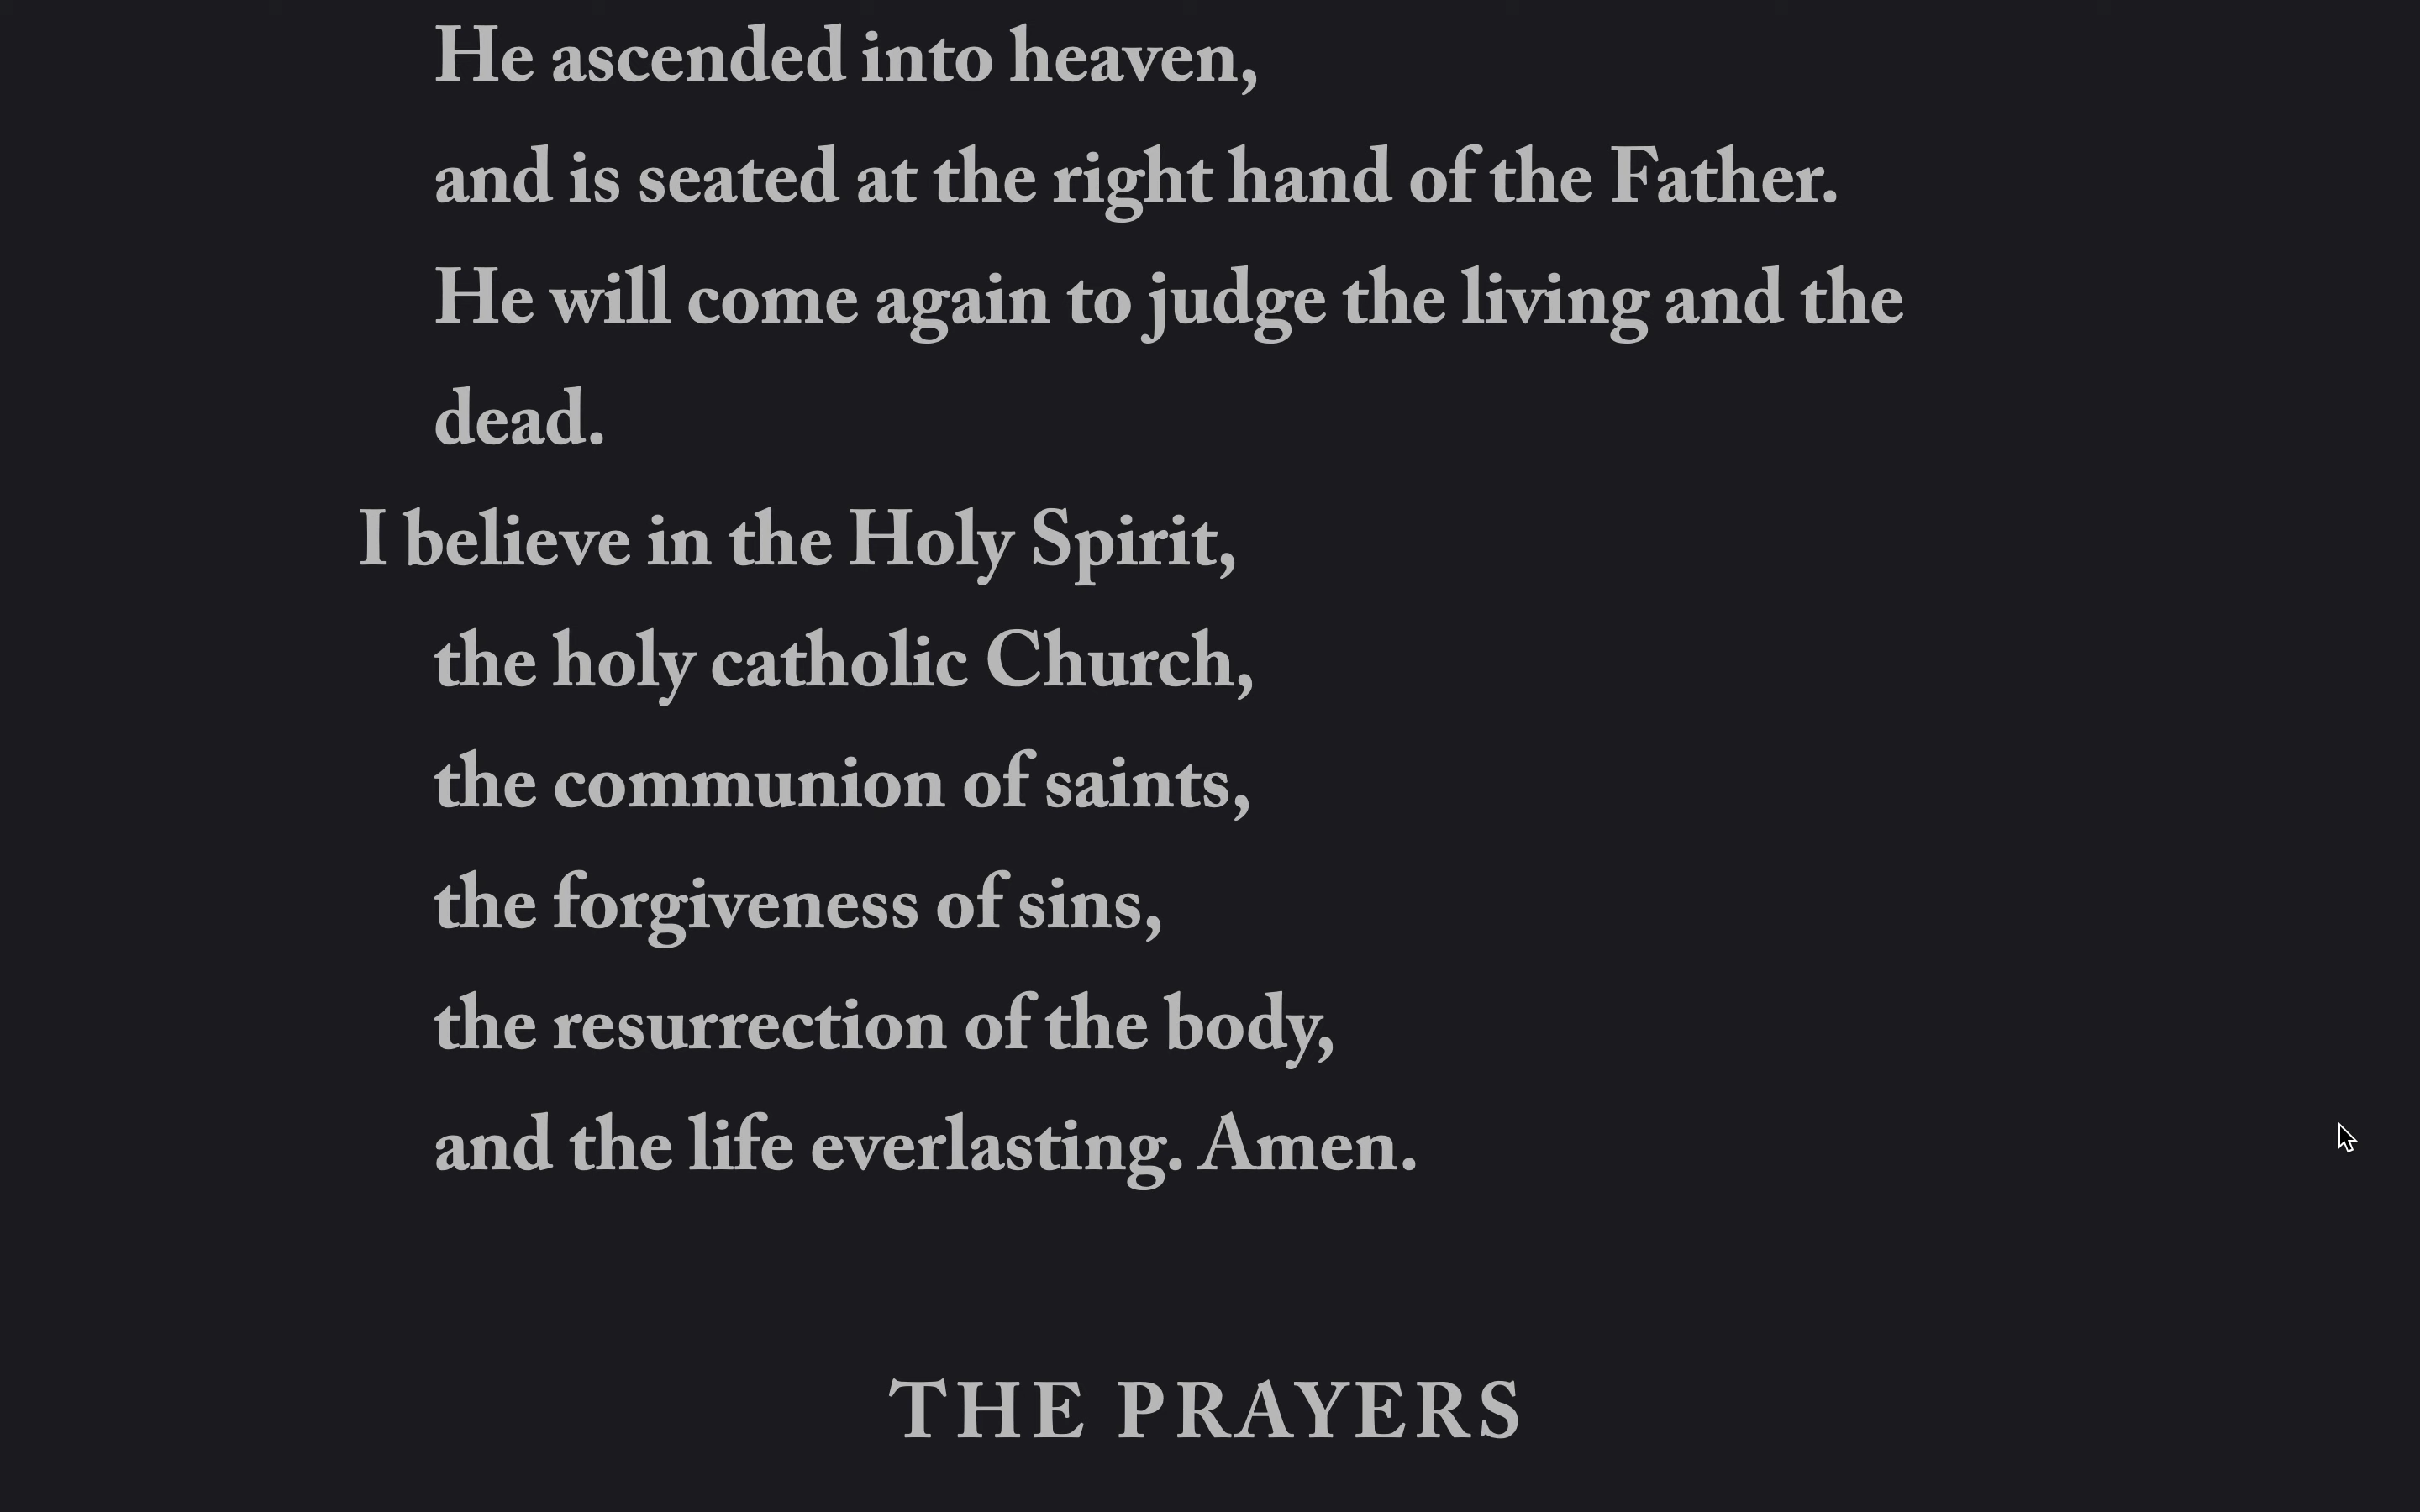 He ascended into heaven,
and is seated at the right hand of the Father.
He will come again to judge the living and the
dead.
I believe in the Holy Spirit,
the holy catholic Church,
the communion of saints,
the forgiveness of sins,
the resurrection of the body,
and the life everlasting. Amen.
THE PRAYERS